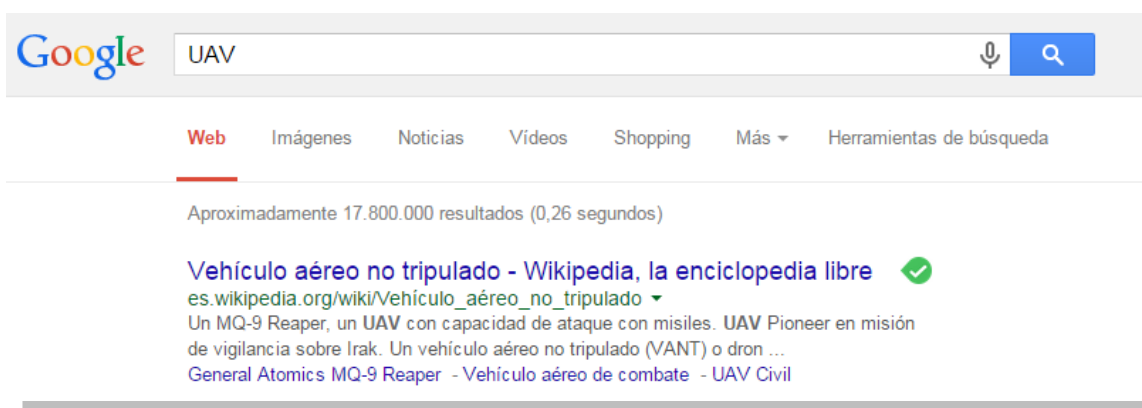 Google UAV
Web Imágenes Noticias Vídeos Shopping Más Herramientas de búsqueda
Aproximadamente 17.800.000 resultados (0,26 segundos)
Vehículo aéreo no tripulado - Wikipedia, la enciclopedia libre
es.wikipedia.org/wiki/Vehículo_aéreo_no_tripulado
Un MQ-9 Reaper, un UAV con capacidad de ataque con misiles. UAV Pioneer en misión
de vigilancia sobre Irak. Un vehículo aéreo no tripulado (VANT) o dron ...
General Atomics MQ-9 Reaper - Vehículo aéreo de combate - UAV Civil